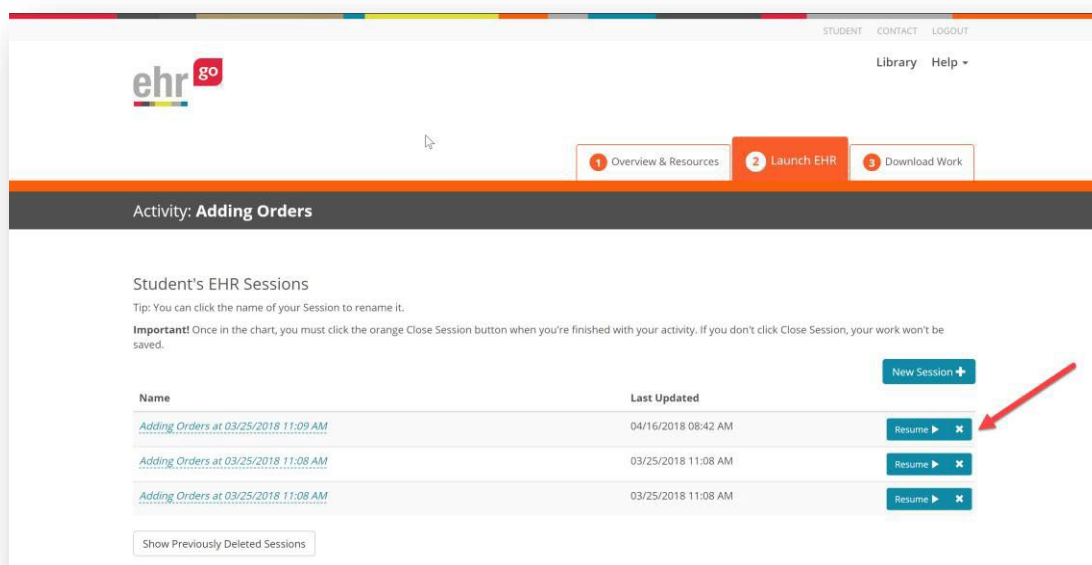 STUDENT CONTACT LOGOUT
ehr go
Library Help
1 Overview & Resources 2 Launch EHR 3 Download Work
Activity: Adding Orders
Student's EHR Sessions
Tip: You can click the name of your Session to rename it.
Important! Once in the chart, you must click the orange Close Session button when you're finished with your activity. If you don't click Close Session, your work won't be
saved.
New Session +
Name Last Updated
Adding Orders at 03/25/2018 11:09 AM 04/16/2018 08:42 AM Resume
Adding Orders at 03/25/2018 11:08 AM 03/25/2018 11:08 AM Resume
Adding Orders at 03/25/2018 11:08 AM 03/25/2018 11:08 AM Resume
Show Previously Deleted Sessions